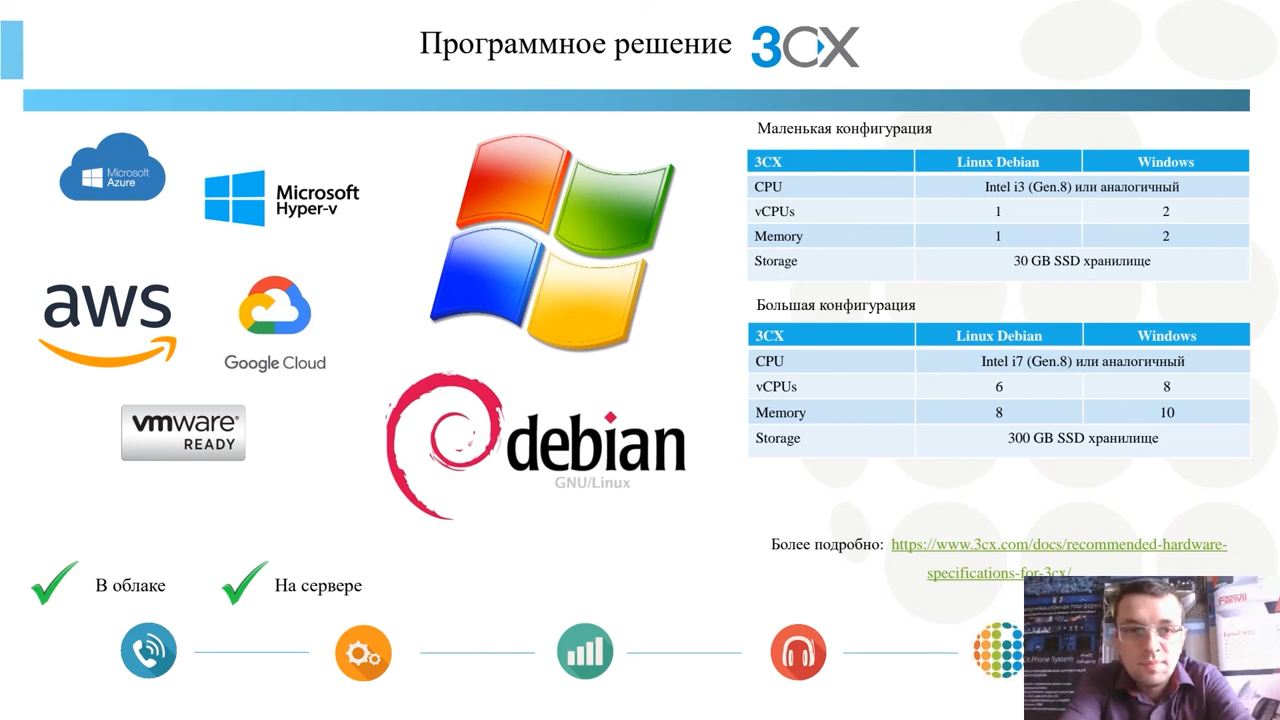 Программное решение 3CX
Microsoft
Azure
Microsoft
Hyper-v
aws
Google Cloud
vmware®
READY
debian
GNU/Linux
В облаке
На сервере
Маленькая конфигурация
3CX Linux Debian Windows
CPU Intel i3 (Gen.8) или аналогичный
vCPUs 1 2
Memory 1 2
Storage 30 GB SSD хранилище
Большая конфигурация
3CX Linux Debian Windows
CPU Intel i7 (Gen.8) или аналогичный
vCPUs 6 8
Memory 8 10
Storage 300 GB SSD хранилище
Более подробно: https://www.3cx.com/docs/recommended-hardware-
specifications-for-3cx/
Fanvil
Phone System